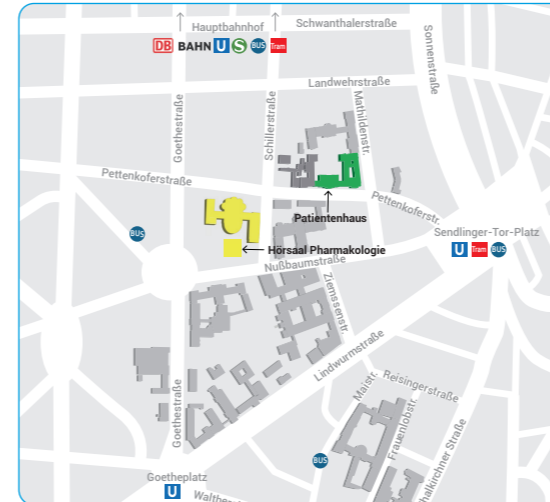 Hauptbahnhof
Schwanthalerstraße
DB BAHN U S BUS Tram
Sonnenstraße
Landwehrstraße
Goethestraße
Schillerstraße
Mathildenstr.
Pettenkoferstraße
Pettenkoferstr.
Patientenhaus
Sendlinger-Tor-Platz
U Tram BUS
BUS
Hörsaal Pharmakologie
Nußbaumstraße
Ziemssenstr.
Lindwurmstraße
Reisingerstraße
Maistr.
Frauenlobstr.
Goethestraße
BUS
Goetheplatz
U